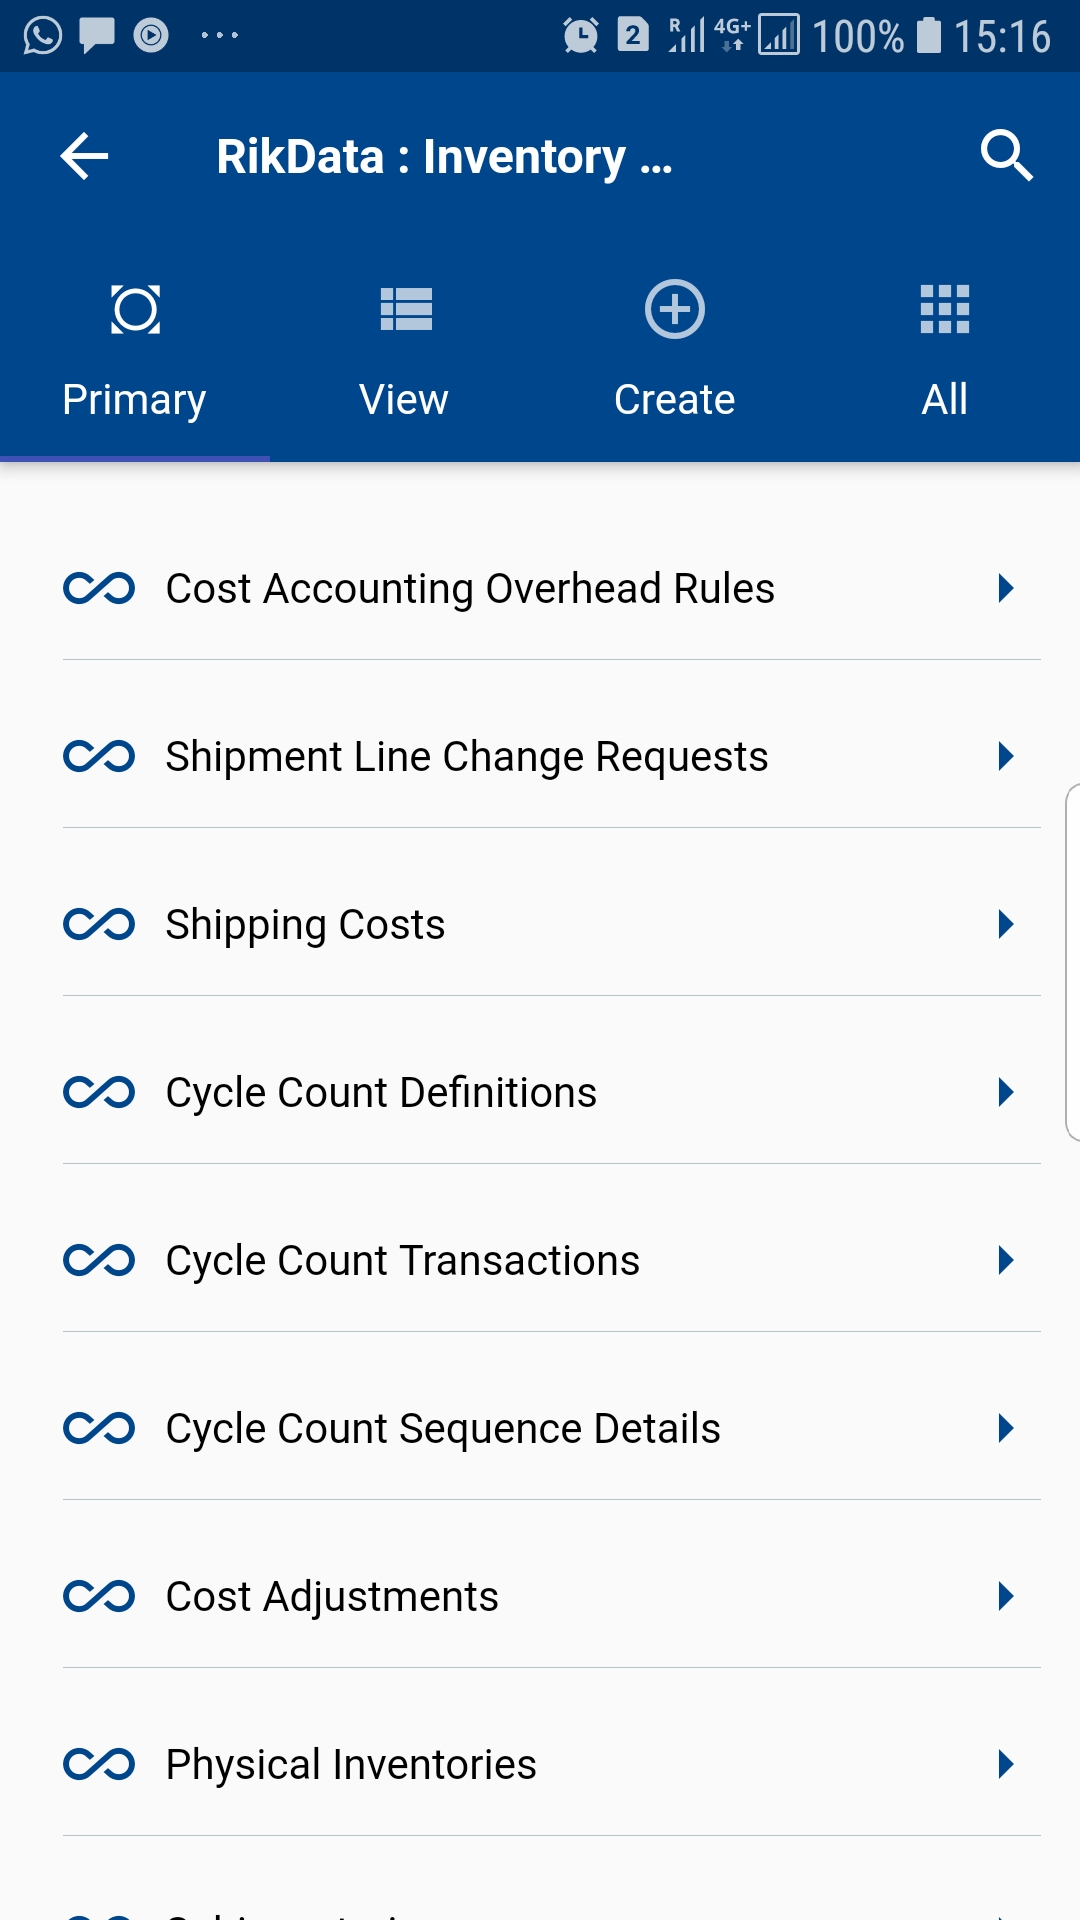 2 R 4G+ 100% 15:16
RikData : Inventory ...
Primary View Create All
Cost Accounting Overhead Rules
Shipment Line Change Requests
Shipping Costs
Cycle Count Definitions
Cycle Count Transactions
Cycle Count Sequence Details
Cost Adjustments
Physical Inventories